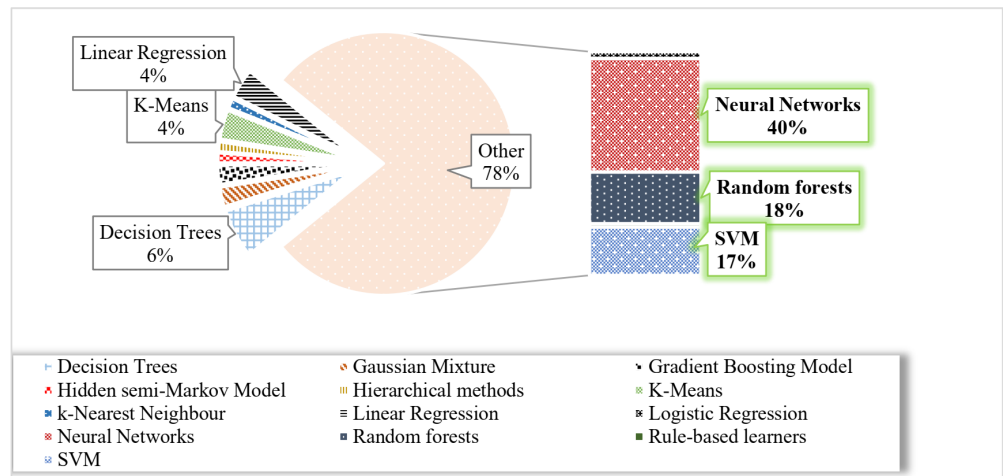 Linear Regression
4%
K-Means
4%
Decision Trees
6%
Other
78%
Neural Networks
40%
Random forests
18%
SVM
17%
Decision Trees
Gaussian Mixture
Gradient Boosting Model
Hidden semi-Markov Model
Hierarchical methods
K-Means
k-Nearest Neighbour
Linear Regression
Logistic Regression
Neural Networks
Random forests
Rule-based learners
SVM